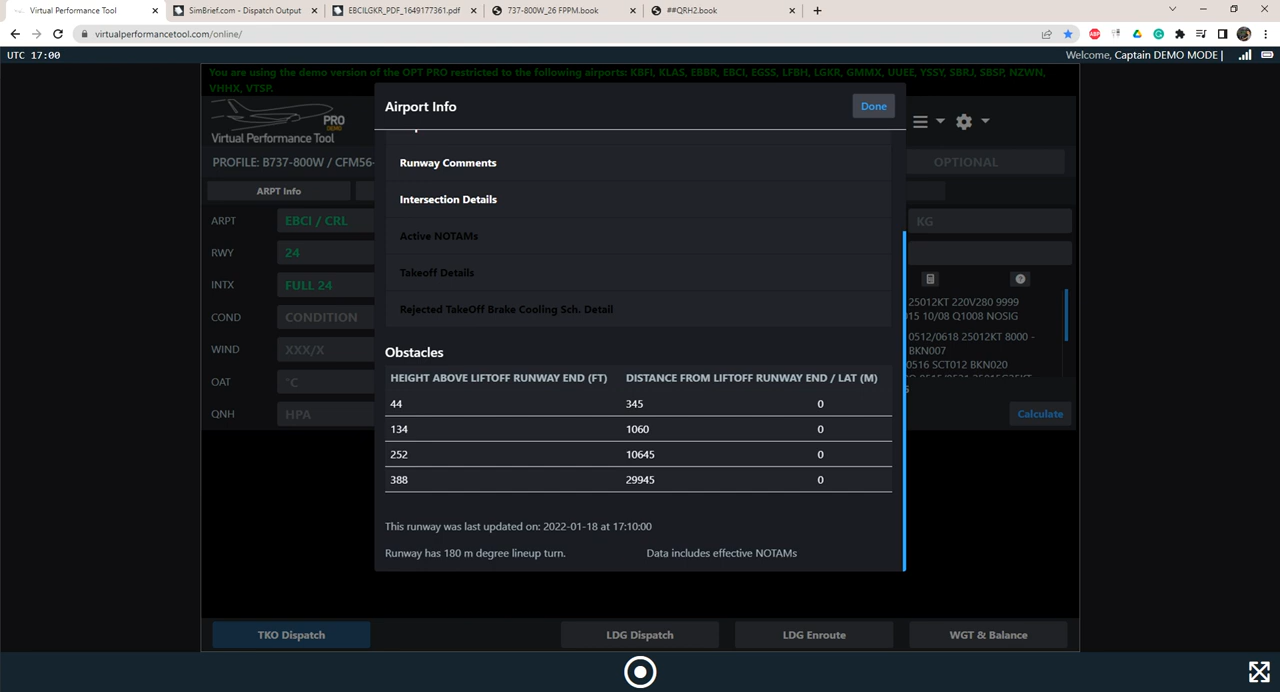 Virtual Performance Tool
SimBrief.com - Dispatch Output
EBCILGKR_PDF_1649177361.pdf
737-800W_26 FPPM.book
##QRH2.book
virtualperformancetool.com/online/
UTC 17:00
Welcome, Captain DEMO MODE |
You are using the demo version of the OPT PRO restricted to the following airports: KBFI, KLAS, EBBR, EBCI, EGSS, LFBH, LGKR, GMMX, UUEE, YSSY, SBRJ, SBSP, NZWN,
VHHX, VTSP.
PRO
DEMO
Virtual Performance Tool
Airport Info
Done
PROFILE: B737-800W / CFM56-
OPTIONAL
ARPT Info
ARPT
EBCI / CRL
KG
RWY
24
INTX
FULL 24
COND
CONDITION
WIND
XXX/X
OAT
°C
QNH
HPA
25012KT 220V280 9999
15 10/08 Q1008 NOSIG
0512/0618 25012KT 8000 -
BKN007
0516 SCT012 BKN020
Calculate
Runway Comments
Intersection Details
Active NOTAMs
Takeoff Details
Rejected TakeOff Brake Cooling Sch. Detail
Obstacles
HEIGHT ABOVE LIFTOFF RUNWAY END (FT) DISTANCE FROM LIFTOFF RUNWAY END / LAT (M)
44 345 0
134 1060 0
252 10645 0
388 29945 0
This runway was last updated on: 2022-01-18 at 17:10:00
Runway has 180 m degree lineup turn. Data includes effective NOTAMs
TKO Dispatch
LDG Dispatch
LDG Enroute
WGT & Balance